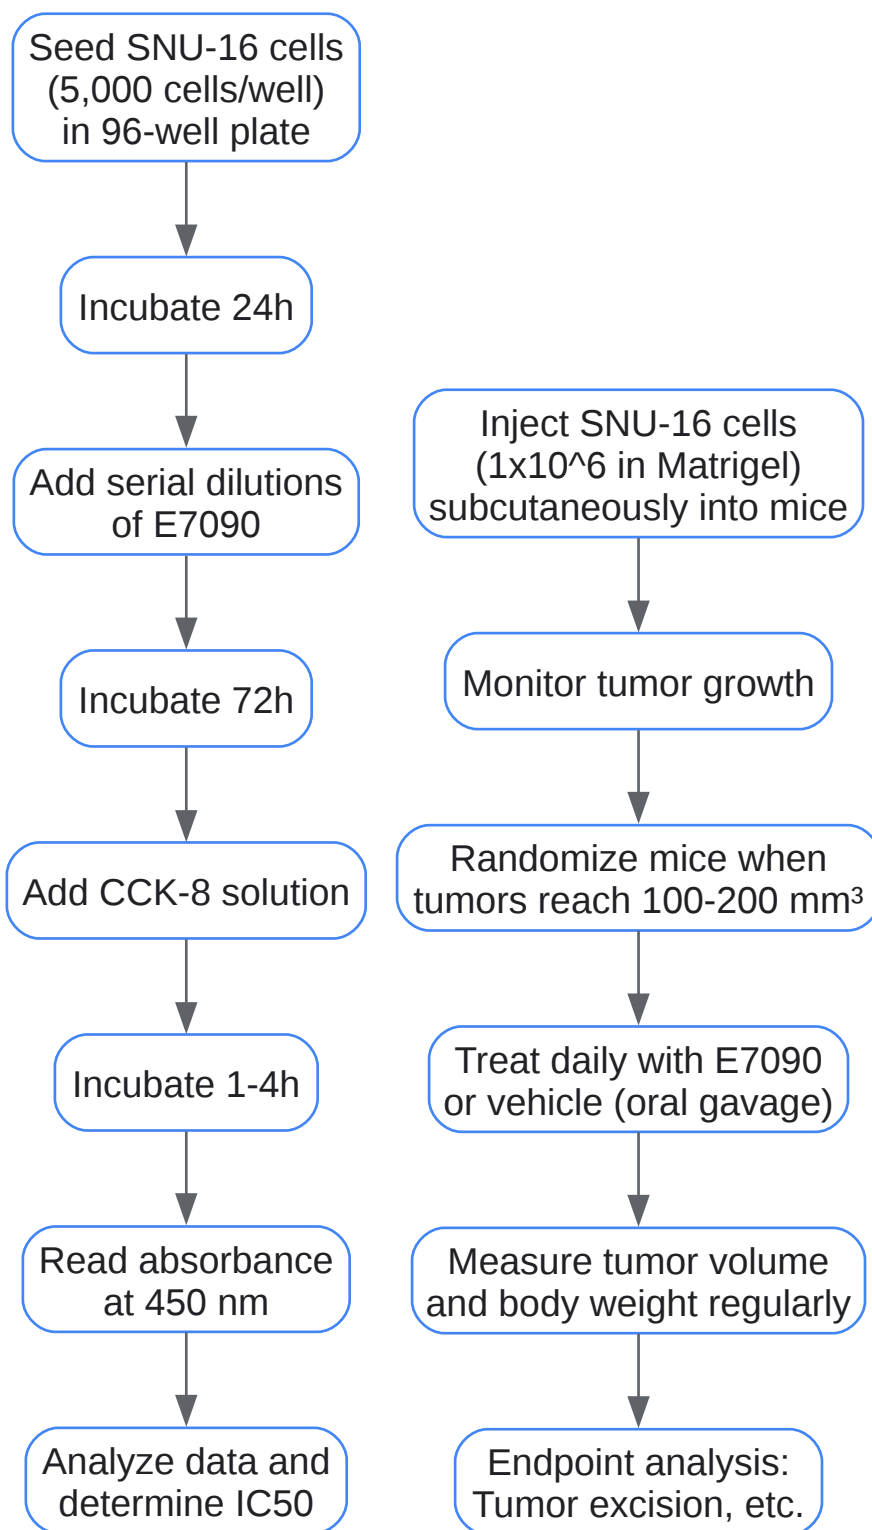 Seed SNU-16 cells
(5,000 cells/well)
in 96-well plate
Incubate 24h
Add serial dilutions
of E7090
Incubate 72h
Add CCK-8 solution
Incubate 1-4h
Read absorbance
at 450 nm
Analyze data and
determine IC50
Inject SNU-16 cells
(1x10^6 in Matrigel)
subcutaneously into mice
Monitor tumor growth
Randomize mice when
tumors reach 100-200 mm³
Treat daily with E7090
or vehicle (oral gavage)
Measure tumor volume
and body weight regularly
Endpoint analysis:
Tumor excision, etc.